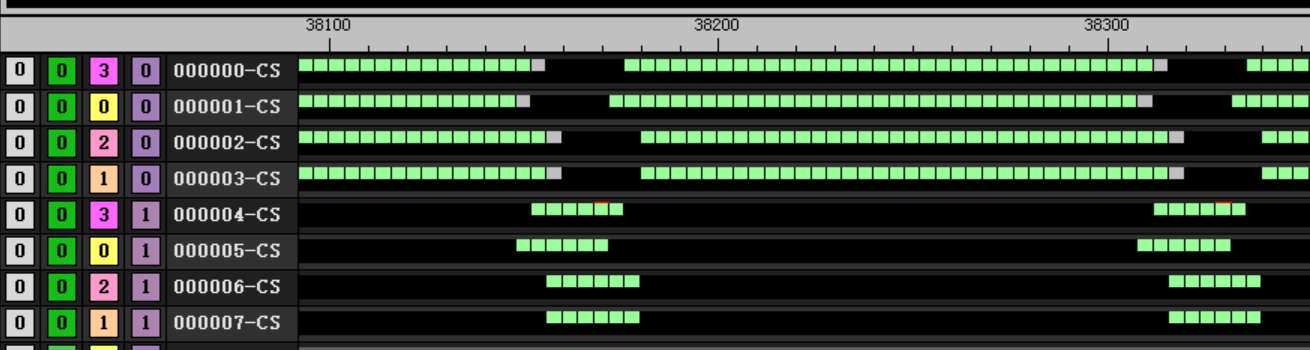 38100 38200 38300
0 0 3 0 000000-CS
0 0 0 0 000001-CS
0 0 2 0 000002-CS
0 0 1 0 000003-CS
0 0 3 1 000004-CS
0 0 0 1 000005-CS
0 0 2 1 000006-CS
0 0 1 1 000007-CS